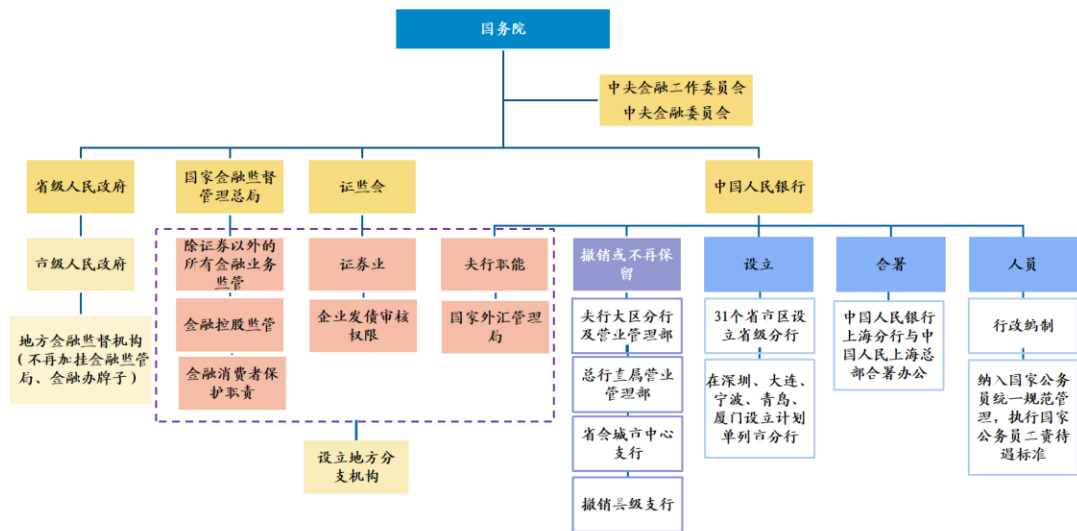 国务院
中央金融工作委员会
中央金融委员会
省级人民政府
国家金融监督
管理总局
证监会
中国人民银行
市级人民政府
除证券以外的
所有金融业务
监管
证券业
央行职能
撤销或不再保
留
设立
合署
人员
地方金融监督机构
(不再加挂金融监管
局、金融办牌子)
金融控股监管
企业发债审核
权限
国家外汇管理
局
央行大区分行
及营业管理部
31个省市区设
立省级分行
中国人民银行
上海分行与中
国人民上海总
部合署办公
行政编制
金融消费者保
护职责
总行直属营业
管理部
在深圳、大连、
宁波、青岛、
厦门设立计划
单列市分行
纳入国家公务
员统一规范管
理，执行国家
公务员工资待
遇标准
省会城市中心
支行
设立地方分
支机构
撤销县级支行